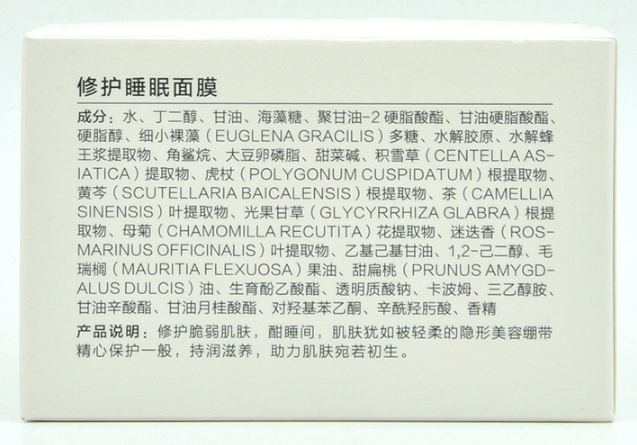 修护睡眠面膜
成分：水、丁二醇、甘油、海藻糖、聚甘油-2 硬脂酸酯、甘油硬脂酸酯、
硬脂醇、细小裸藻（EUGLENA GRACILIS）多糖、水解胶原、水解蜂
王浆提取物、角鲨烷、大豆卵磷脂、甜菜碱、积雪草（CENTELLA AS-
IATICA）提取物、虎杖（POLYGONUM CUSPIDATUM）根提取物、
黄芩（SCUTELLARIA BAICALENSIS）根提取物、茶（CAMELLIA
SINENSIS）叶提取物、光果甘草（GLYCYRRHIZA GLABRA）根提
取物、母菊（CHAMOMILLA RECUTITA）花提取物、迷迭香（ROS-
MARINUS OFFICINALIS）叶提取物、乙基己基甘油、1,2-己二醇、毛
瑞榈（MAURITIA FLEXUOSA）果油、甜扁桃（PRUNUS AMYGD-
ALUS DULCIS）油、生育酚乙酸酯、透明质酸钠、卡波姆、三乙醇胺、
甘油辛酸酯、甘油月桂酸酯、对羟基苯乙酮、辛酰羟肟酸、香精
产品说明：修护脆弱肌肤，酣睡间，肌肤犹如被轻柔的隐形美容绷带
精心保护一般，持润滋养，助力肌肤宛若初生。